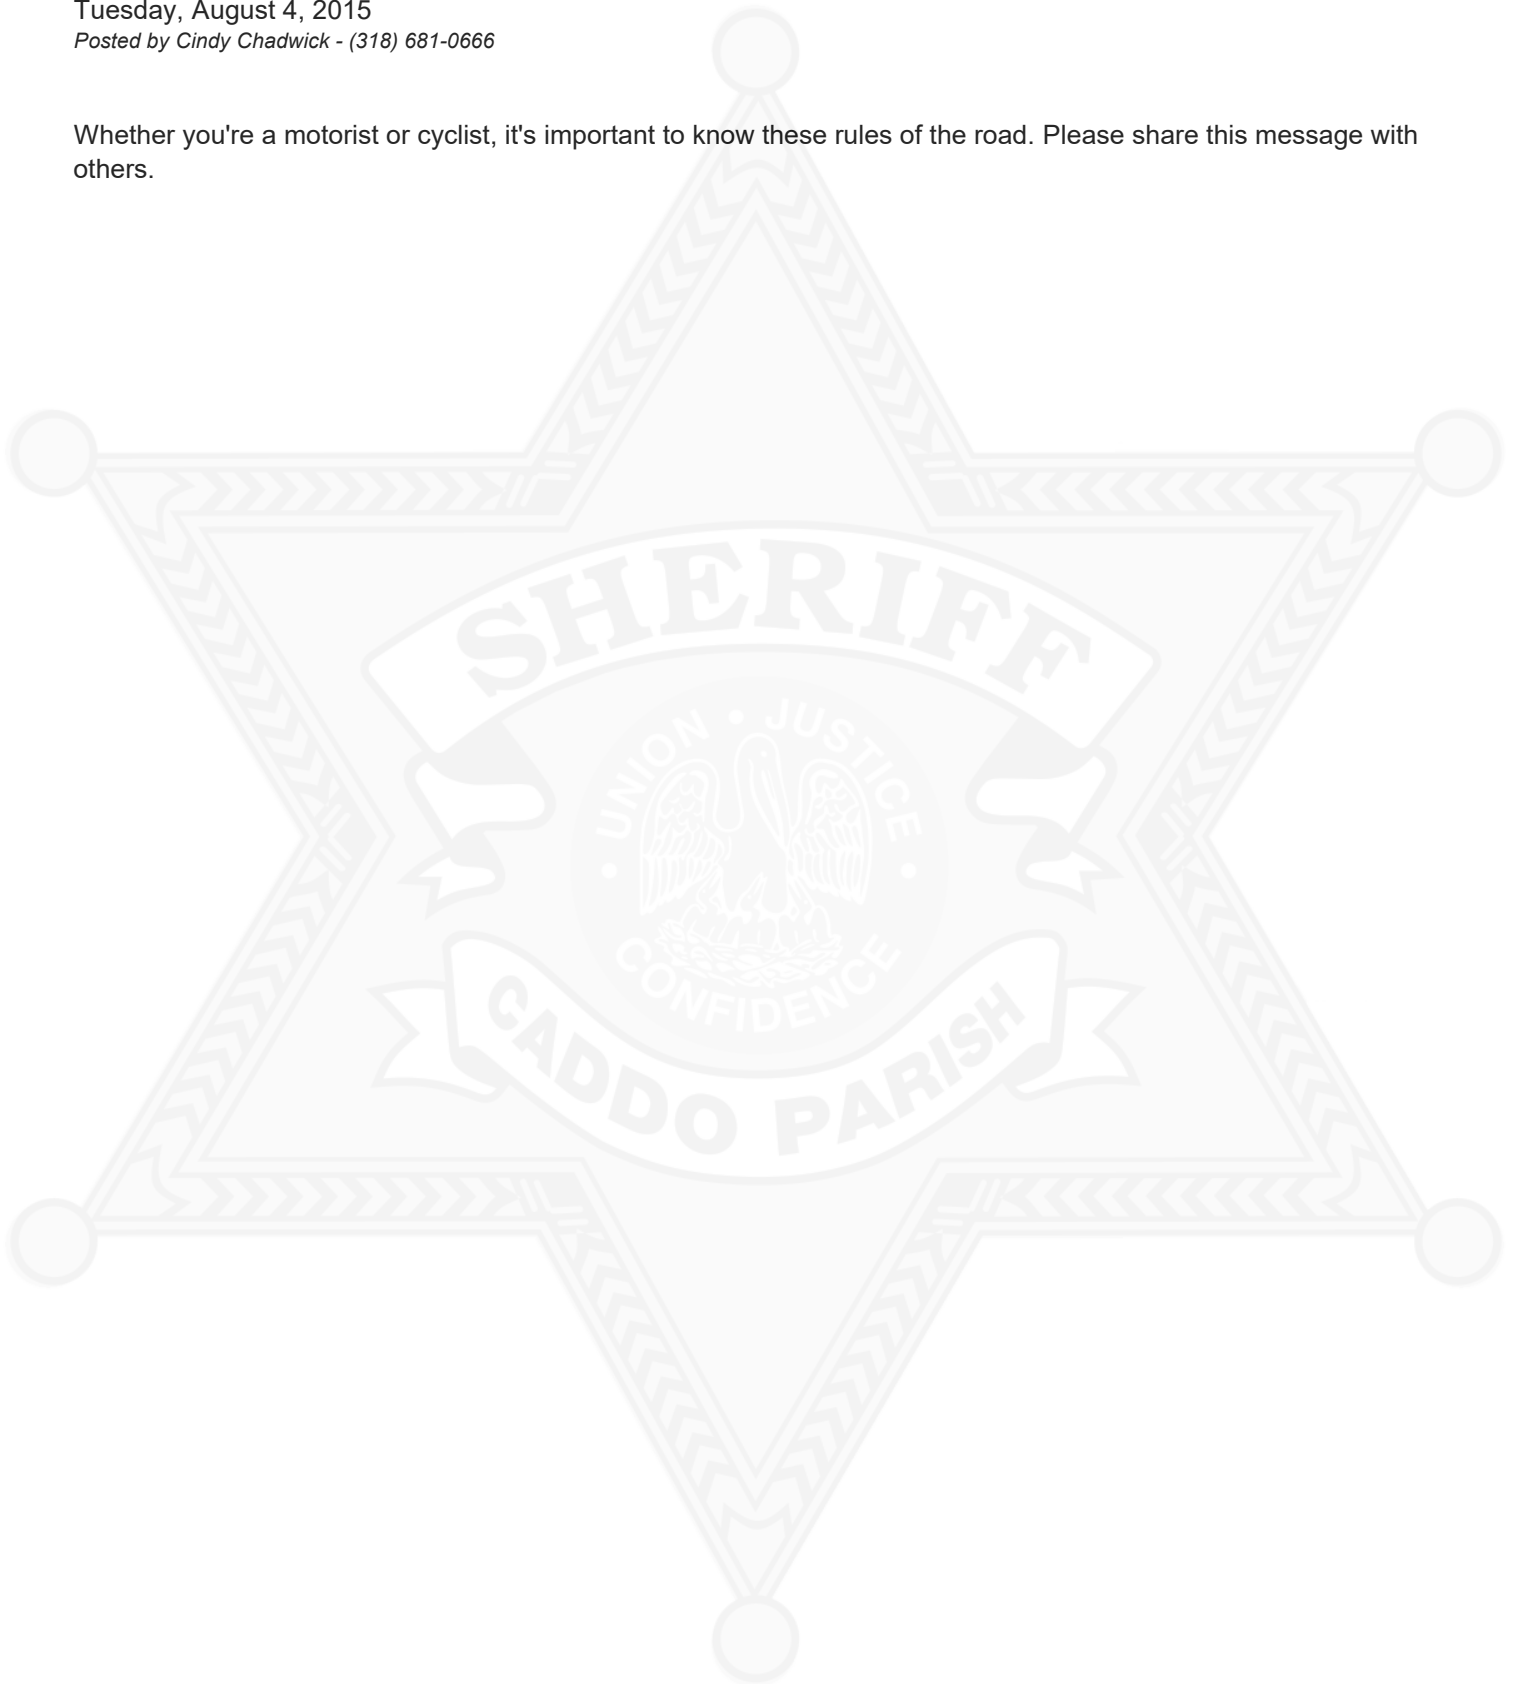 Tuesday, August 4, 2015
Posted by Cindy Chadwick - (318) 681-0666
Whether you're a motorist or cyclist, it's important to know these rules of the road. Please share this message with
others.
SHERIFF
UNION • JUSTICE
• CONFIDENCE •
CADDO PARISH